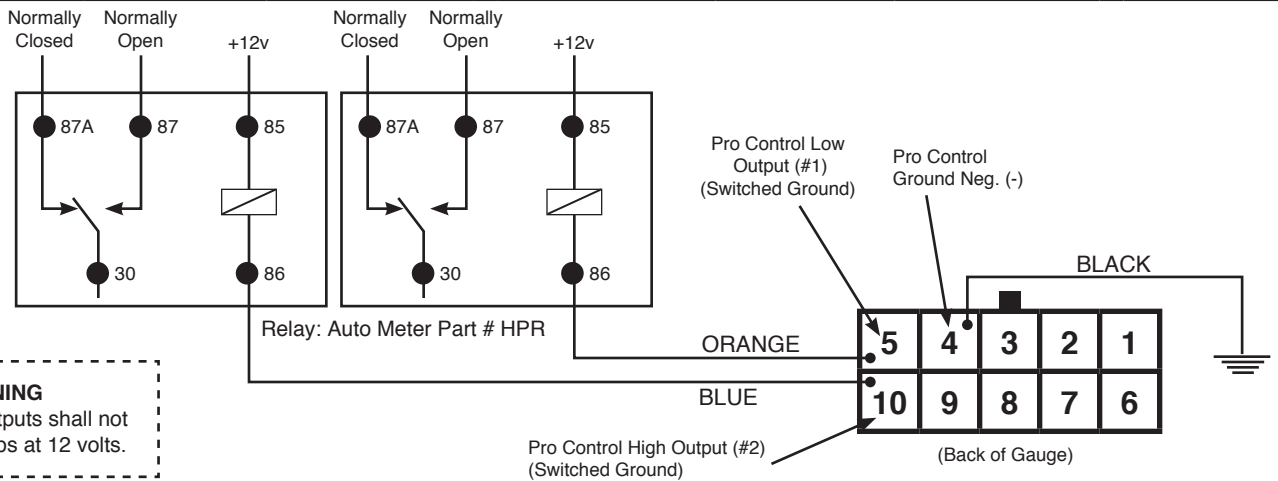 Normally Closed
Normally Open
+12v
Normally Closed
Normally Open
+12v
87A
87
85
87A
87
85
30
86
30
86
Relay: Auto Meter Part # HPR
Pro Control Low
Output (#1)
(Switched Ground)
Pro Control
Ground Neg. (-)
BLACK
ORANGE
BLUE
5 4 3 2 1
10 9 8 7 6
Pro Control High Output (#2)
(Switched Ground)
(Back of Gauge)
shall not
at 12 volts.